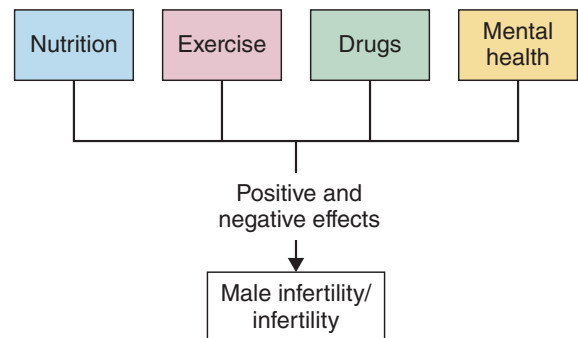 Nutrition
Exercise
Drugs
Mental
health
Positive and
negative effects
Male infertility/
infertility